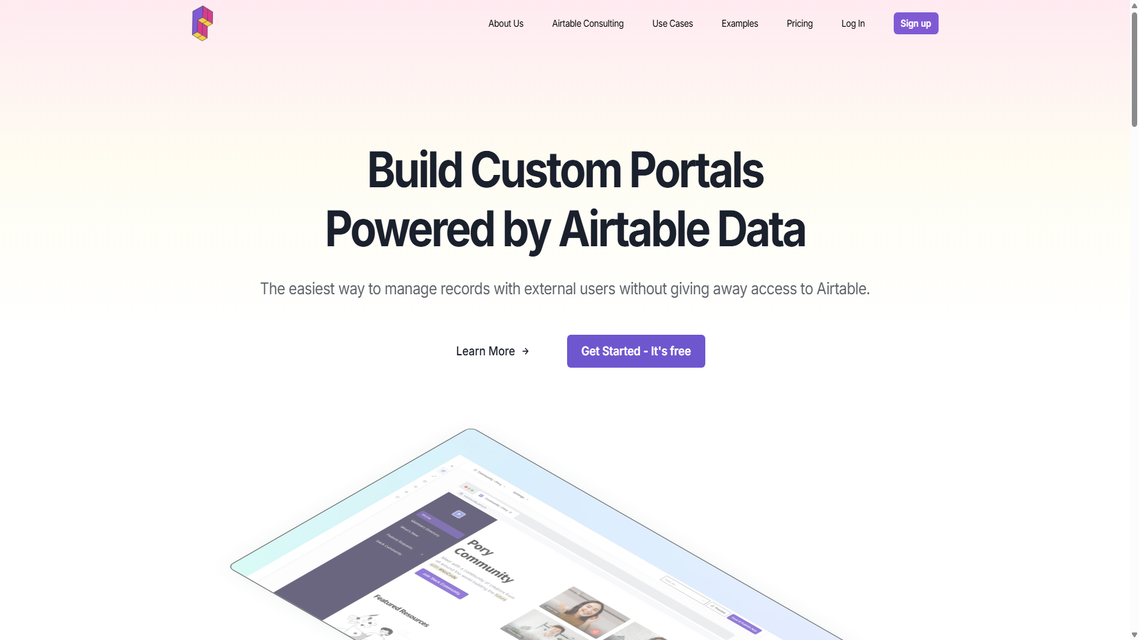 About Us
Airtable Consulting
Use Cases
Examples
Pricing
Log In
Sign up
Build Custom Portals
Powered by Airtable Data
The easiest way to manage records with external users without giving away access to Airtable.
Learn More →
Get Started - It's free
Pory
Community
Featured Resources